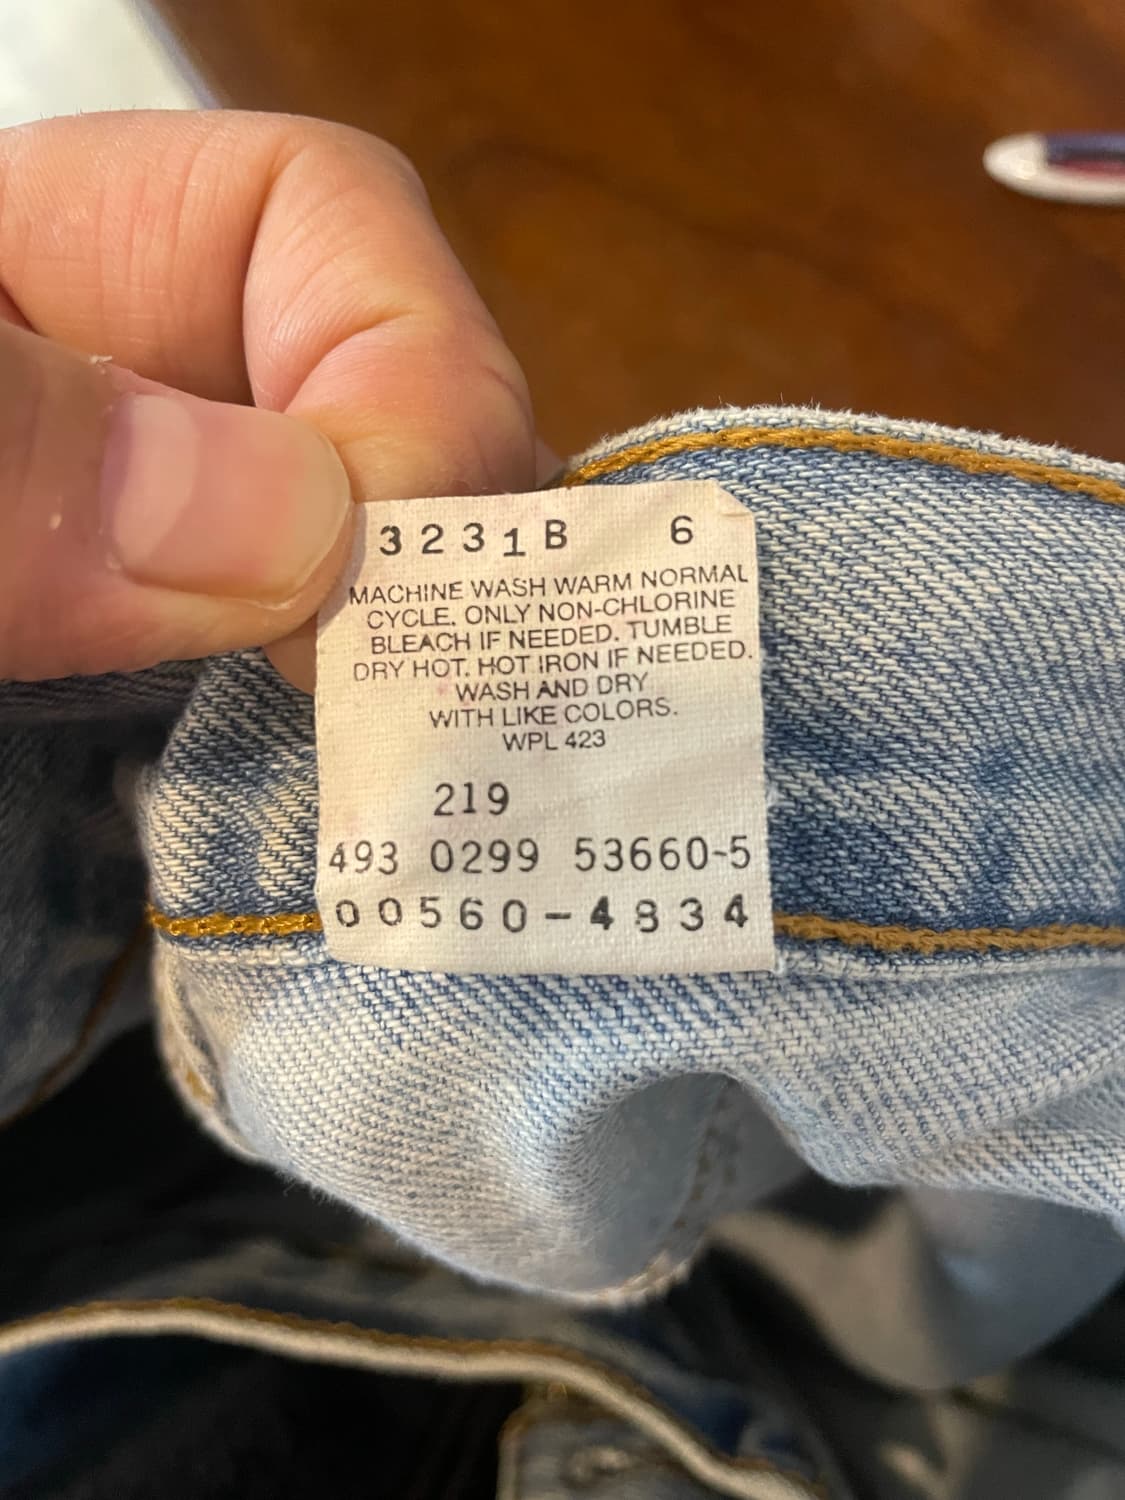 3231B 6
MACHINE WASH WARM NORMAL
CYCLE. ONLY NON-CHLORINE
BLEACH IF NEEDED. TUMBLE
DRY HOT. HOT IRON IF NEEDED.
WASH AND DRY
WITH LIKE COLORS.
WPL 423
219
493 0299 53660-5
00560-4834